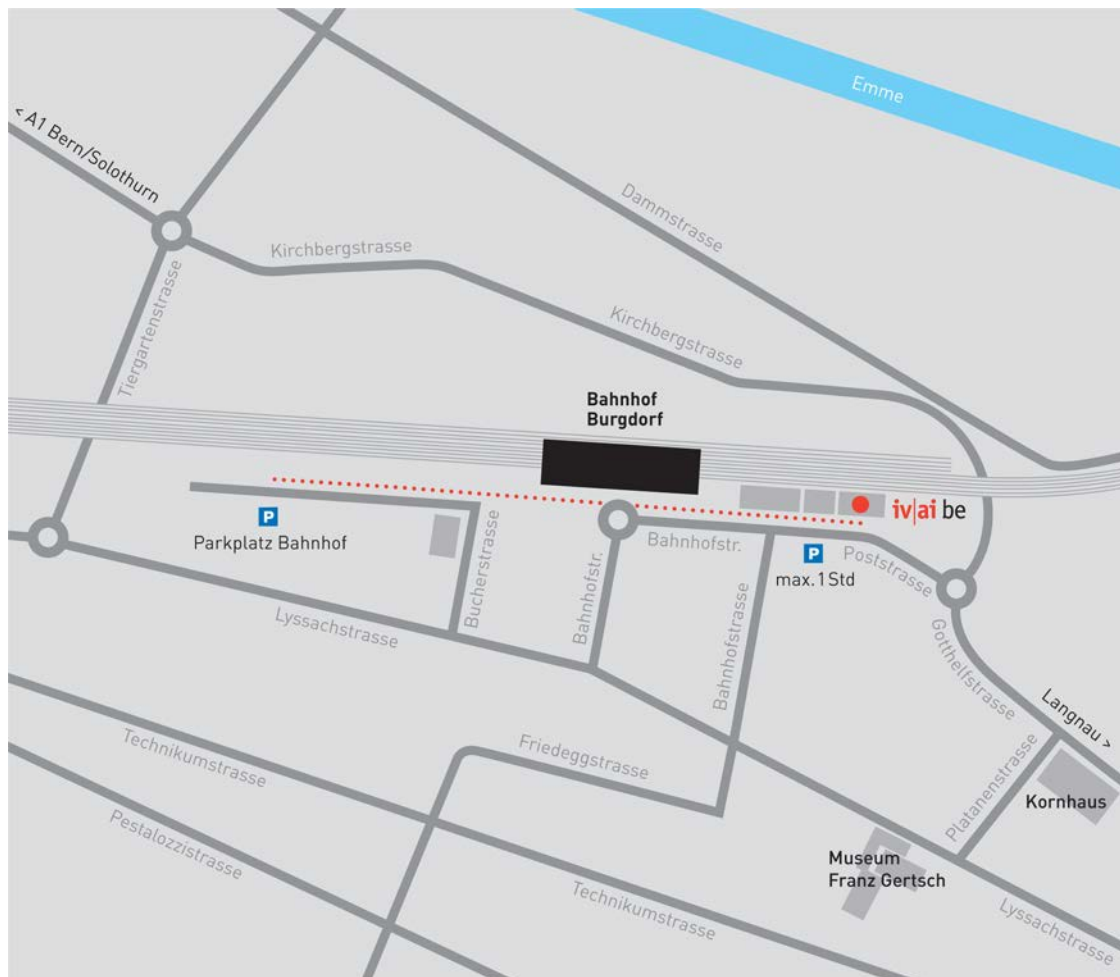 Emme
< A1 Bern/Solothurn
Dammstrasse
Kirchbergstrasse
Tiergartenstrasse
Kirchbergstrasse
Bahnhof
Burgdorf
iv|ai be
P
Parkplatz Bahnhof
Bahnhofstr.
P
max. 1 Std
Poststrasse
Bucherstrasse
Bahnhofstr.
Lyssachstrasse
Bahnhofstrasse
Gotthelfstrasse
Langnau >
Technikumstrasse
Friedeggstrasse
Platanenstrasse
Kornhaus
Pestalozzistrasse
Museum
Franz Gertsch
Technikumstrasse
Lyssachstrasse